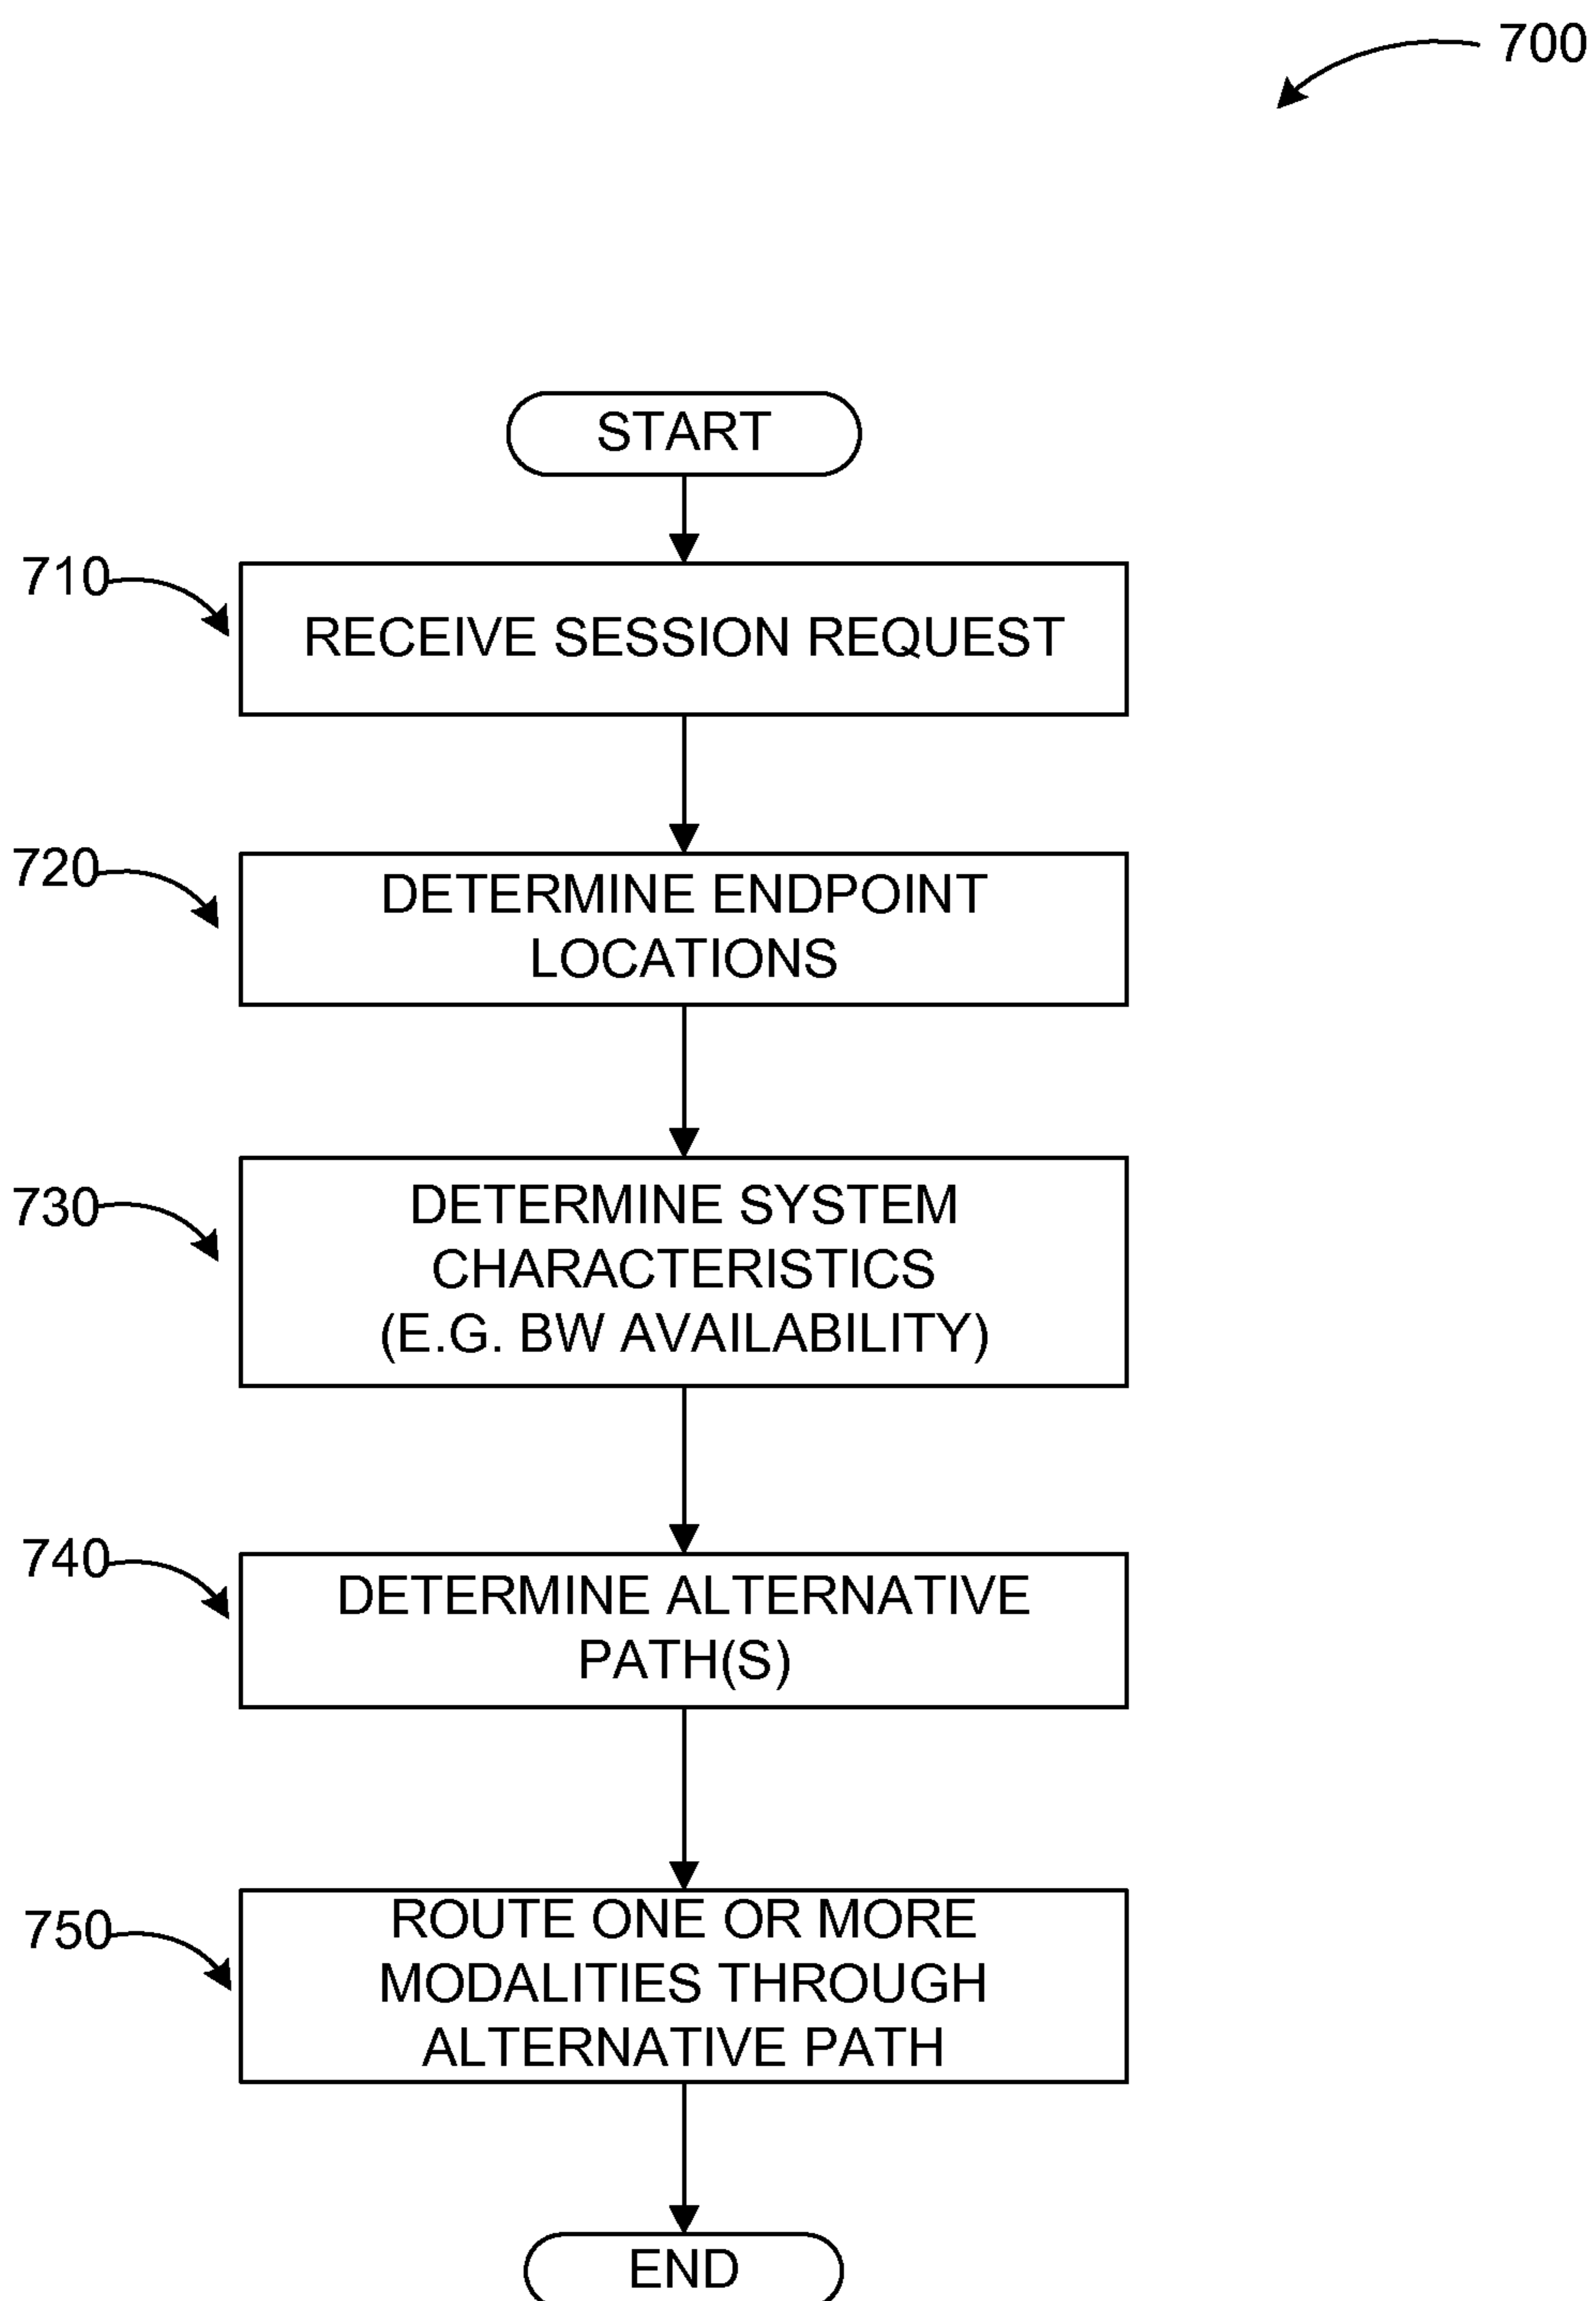 700
START
710
RECEIVE SESSION REQUEST
720
DETERMINE ENDPOINT
LOCATIONS
730
DETERMINE SYSTEM
CHARACTERISTICS
(E.G. BW AVAILABILITY)
740
DETERMINE ALTERNATIVE
PATH(S)
750
ROUTE ONE OR MORE
MODALITIES THROUGH
ALTERNATIVE PATH
END